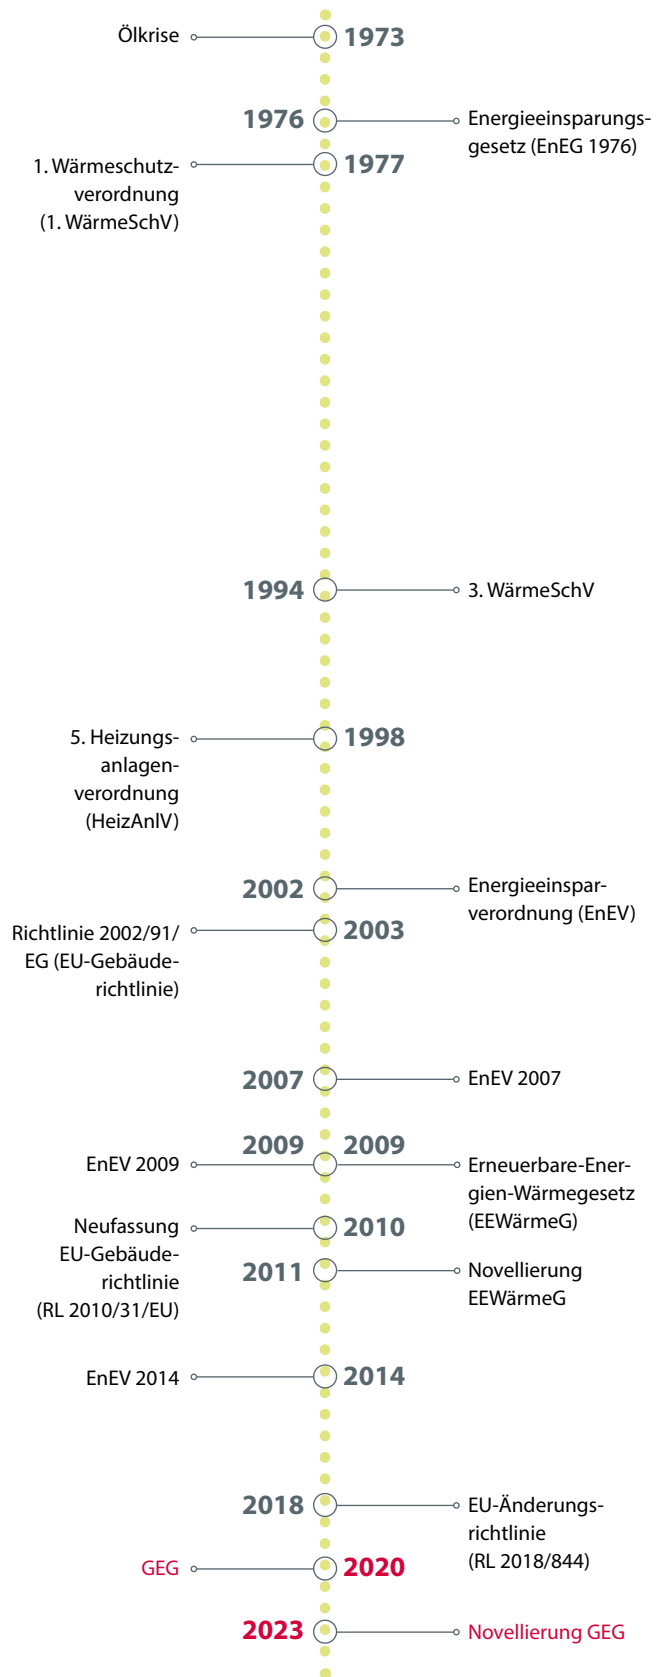 Ölkrise
1973
1976
Energieeinsparungs-
gesetz (EnEG 1976)
1. Wärmeschutz-
verordnung
(1. WärmeSchV)
1977
1994
3. WärmeSchV
5. Heizungs-
anlagen-
verordnung
(HeizAnlV)
1998
2002
Energieeinspar-
verordnung (EnEV)
Richtlinie 2002/91/
EG (EU-Gebäude-
richtlinie)
2003
2007
EnEV 2007
2009
EnEV 2009
2009
Erneuerbare-Ener-
gien-Wärmegesetz
(EEWärmeG)
Neufassung
EU-Gebäude-
richtlinie
(RL 2010/31/EU)
2010
2011
Novellierung
EEWärmeG
EnEV 2014
2014
2018
EU-Änderungs-
richtlinie
(RL 2018/844)
GEG
2020
2023
Novellierung GEG